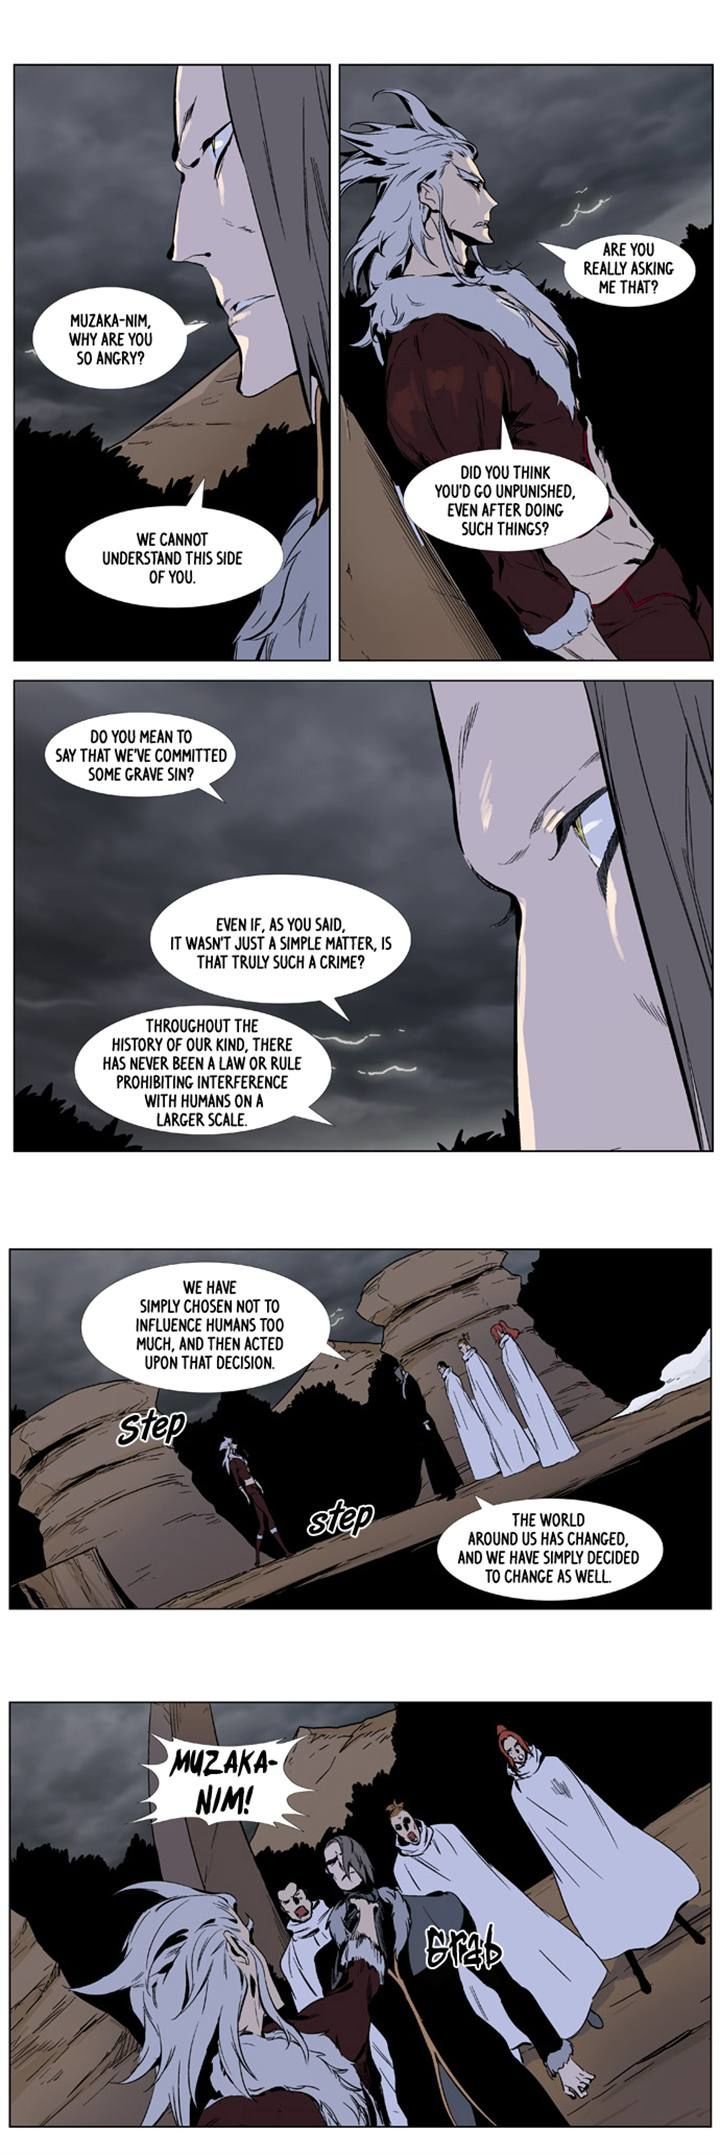 MUZAKA-NIM,
WHY ARE YOU
SO ANGRY?
WE CANNOT
UNDERSTAND THIS SIDE
OF YOU.
ARE YOU
REALLY ASKING
ME THAT?
DID YOU THINK
YOU'D GO UNPUNISHED,
EVEN AFTER DOING
SUCH THINGS?
DO YOU MEAN TO
SAY THAT WE'VE COMMITTED
SOME GRAVE SIN?
EVEN IF, AS YOU SAID,
IT WASN'T JUST A SIMPLE MATTER, IS
THAT TRULY SUCH A CRIME?
THROUGHOUT THE
HISTORY OF OUR KIND, THERE
HAS NEVER BEEN A LAW OR RULE
PROHIBITING INTERFERENCE
WITH HUMANS ON A
LARGER SCALE.
WE HAVE
SIMPLY CHOSEN NOT TO
INFLUENCE HUMANS TOO
MUCH, AND THEN ACTED
UPON THAT DECISION.
Step
step
THE WORLD
AROUND US HAS CHANGED,
AND WE HAVE SIMPLY DECIDED
TO CHANGE AS WELL.
MUZAKA-
NIM!
Grab